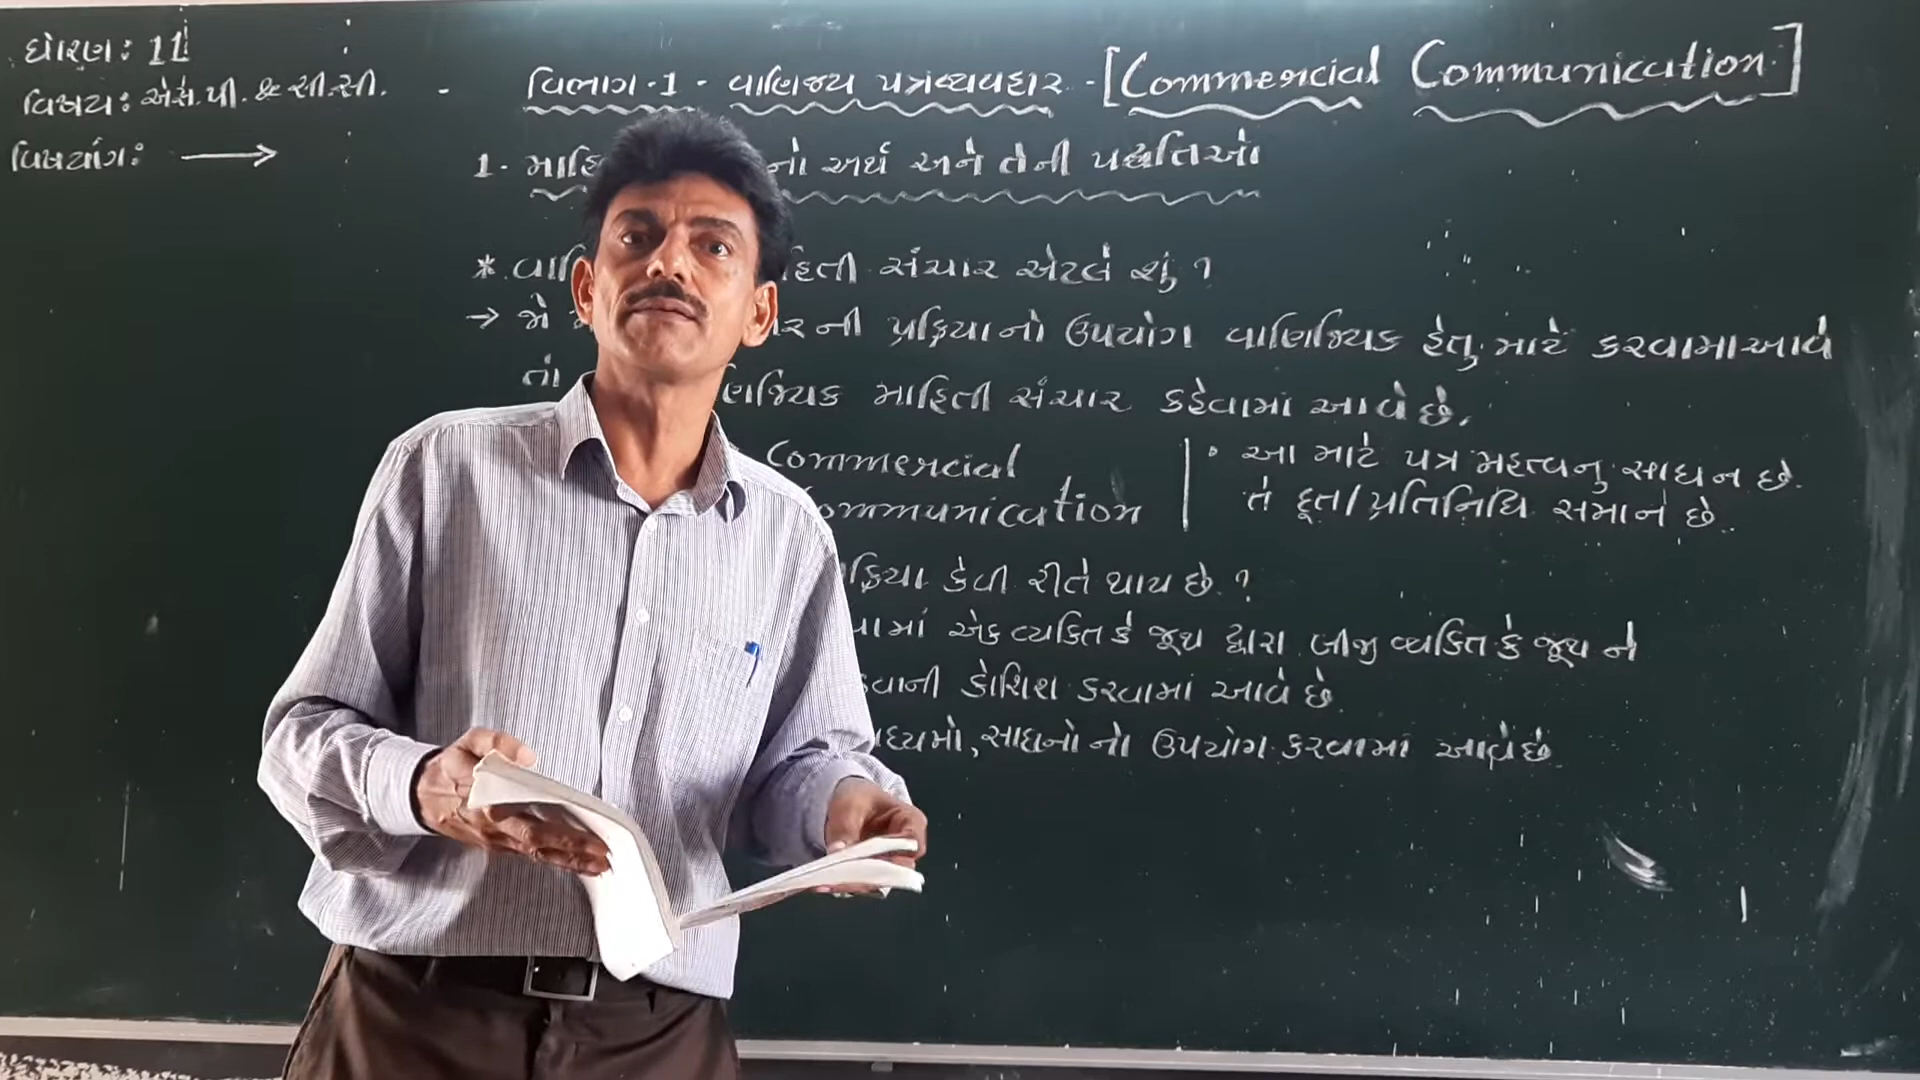 ધોરણ: 11
વિષય: એસ.પી. & સી.સી.
વિષયાંગ: →
વિભાગ-1 - વાણિજ્ય પત્રવ્યવહાર - [Commercial Communication]
1. માહિ નો અર્થ અને તેની પદ્ધતિઓ
* વા હિતી સંચાર એટલે શું ?
→ જો રની પ્રક્રિયાનો ઉપયોગ વાણિજ્યિક હેતુ માટે કરવામા આવે
તો ણિજ્યિક માહિતી સંચાર કહેવામાં આવે છે.
Commercial
ommunication
• આ માટે પત્ર મહત્વનુ સાધન છે.
તે દૂત/પ્રતિનિધિ સમાન છે.
ક્રિયા કેવી રીતે થાય છે ?
ામાં એક વ્યક્તિ કે જૂથ દ્વારા બીજી વ્યક્તિ કે જૂથ ને
વાની કોશિશ કરવામાં આવે છે.
ધ્યમો, સાધનો નો ઉપયોગ કરવામાં આવે છે.